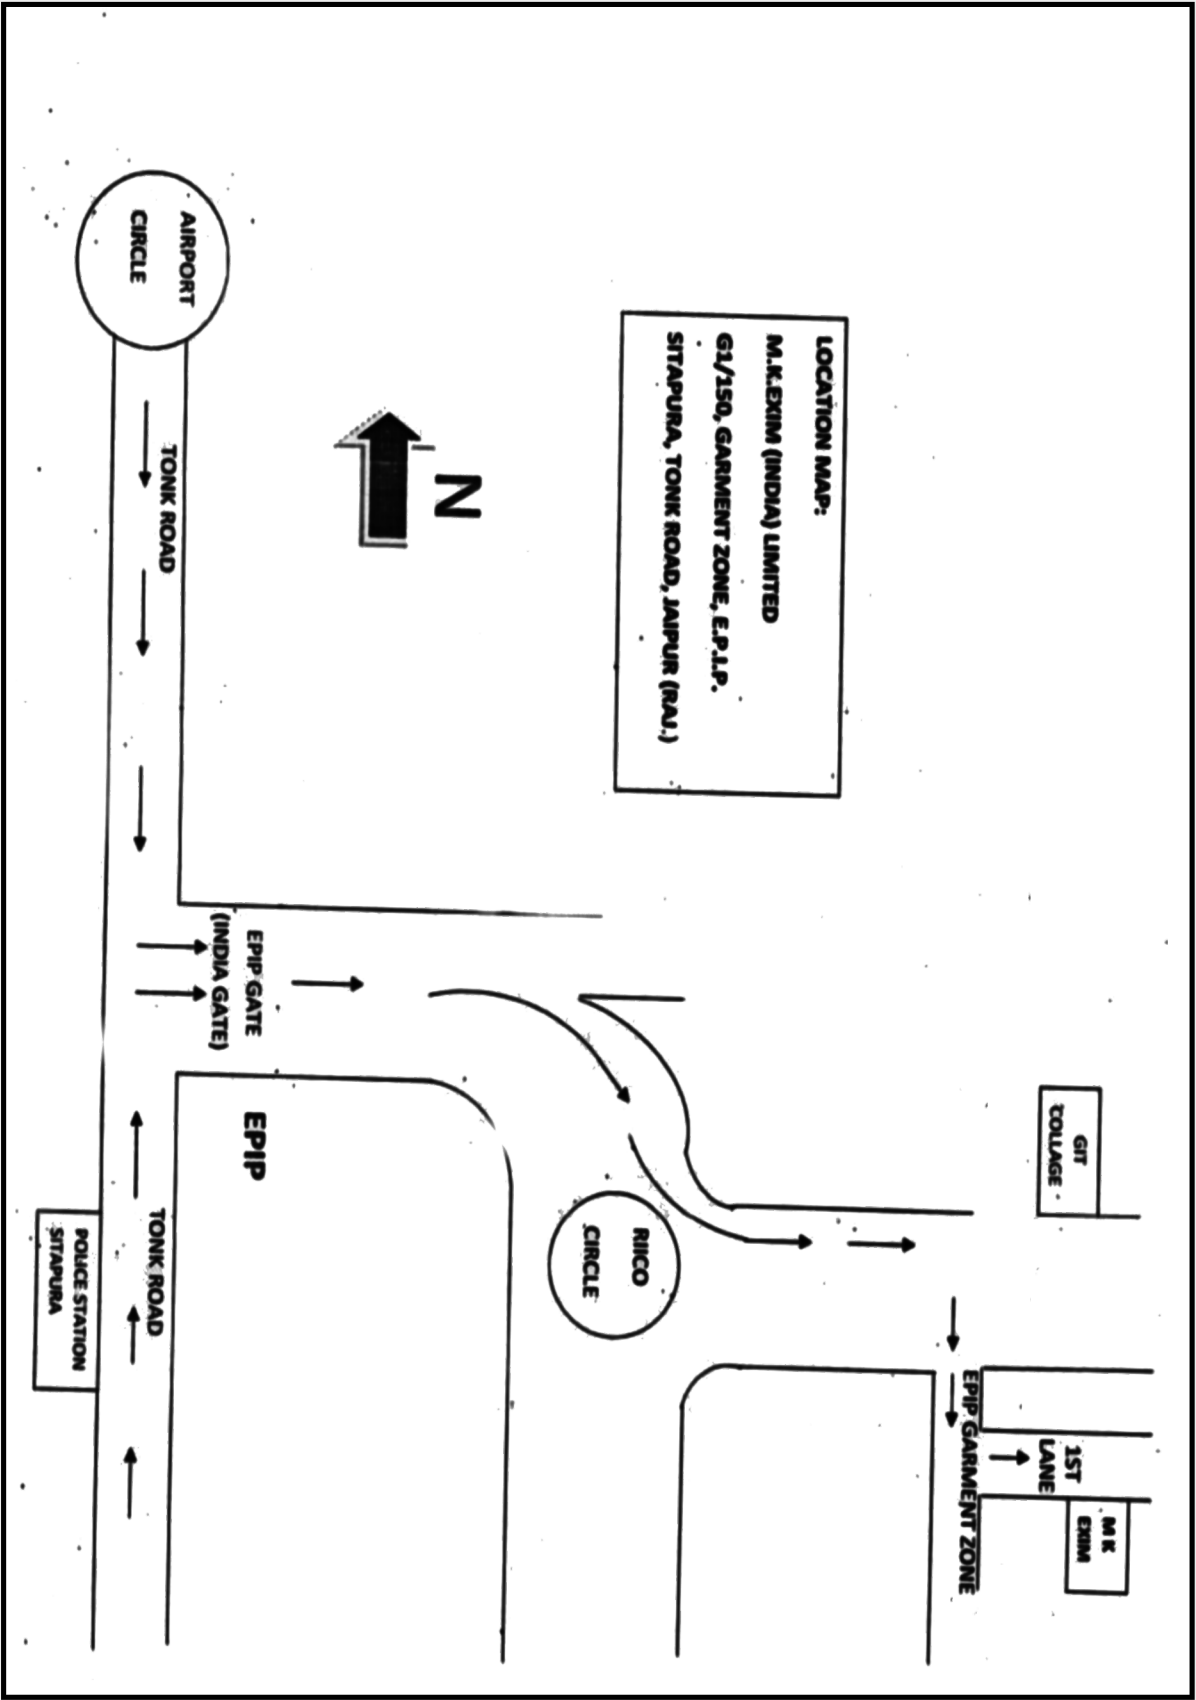 LOCATION MAP:
M.K.EXIM (INDIA) LIMITED
G1/150, GARMENT ZONE, E.P.I.P.
SITAPURA, TONK ROAD, JAIPUR (RAJ.)
N
AIRPORT
CIRCLE
TONK ROAD
EPIP GATE
(INDIA GATE)
EPIP
TONK ROAD
POLICE STATION
SITAPURA
RIICO
CIRCLE
GIT
COLLAGE
EPIP GARMENT ZONE
1ST
LANE
M K
EXIM